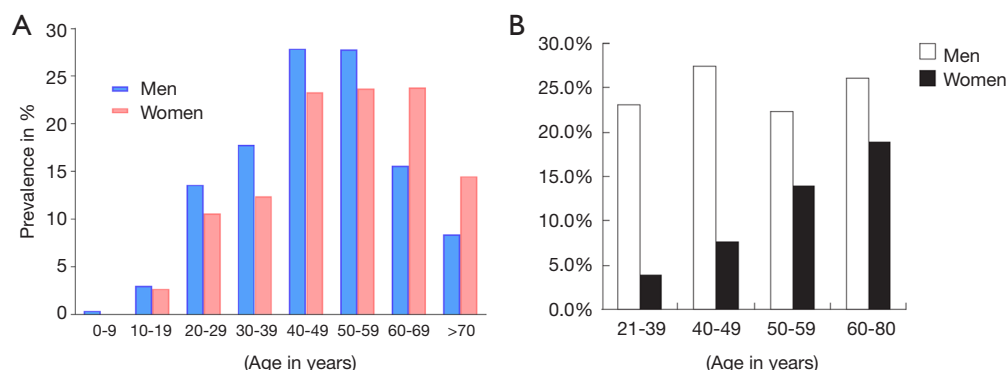 A
30
25
20
15
10
5
0
Prevalence in %
Men
Women
0-9 10-19 20-29 30-39 40-49 50-59 60-69 >70
(Age in years)
B
30.0%
25.0%
20.0%
15.0%
10.0%
5.0%
0.0%
Men
Women
21-39 40-49 50-59 60-80
(Age in years)